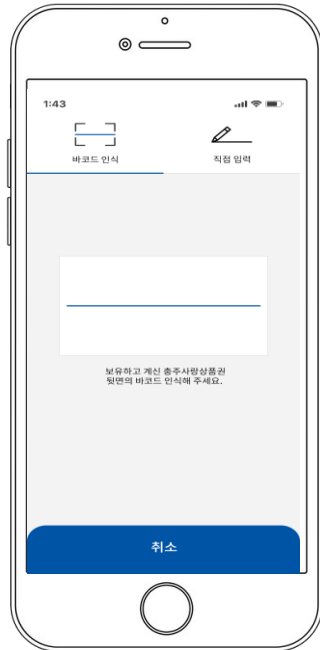 1:43
바코드 인식
직접 입력
보유하고 계신 충주사랑상품권
뒷면의 바코드 인식해 주세요.
취소